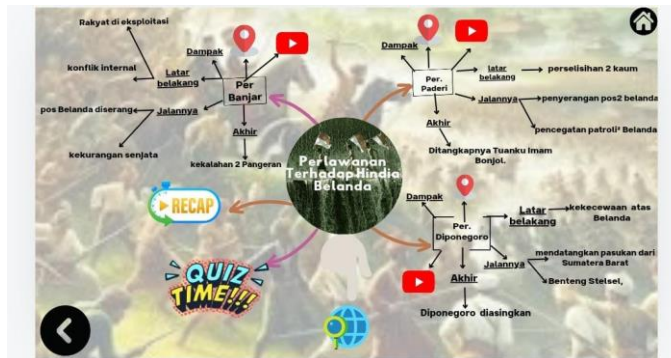 Rakyat di eksploitasi
konflik internal
Latar
belakang
Dampak
Per
Banjar
pos Belanda diserang
Jalannya
kekurangan senjata
Akhir
kekalahan 2 Pangeran
Dampak
Per.
Paderi
latar
belakang
perselisihan 2 kaum
Jalannya
penyerangan pos2 belanda
pencegatan patroli² Belanda
Akhir
Ditangkapnya Tuanku Imam
Bonjol.
Perlawanan
Terhadap Hindia
Belanda
RECAP
QUIZ
TIME!!!
Dampak
Per.
Diponegoro
Latar
belakang
kekecewaan atas
Belanda
Jalannya
mendatangkan pasukan dari
Sumatera Barat
Benteng Stelsel,
Akhir
Diponegoro diasingkan